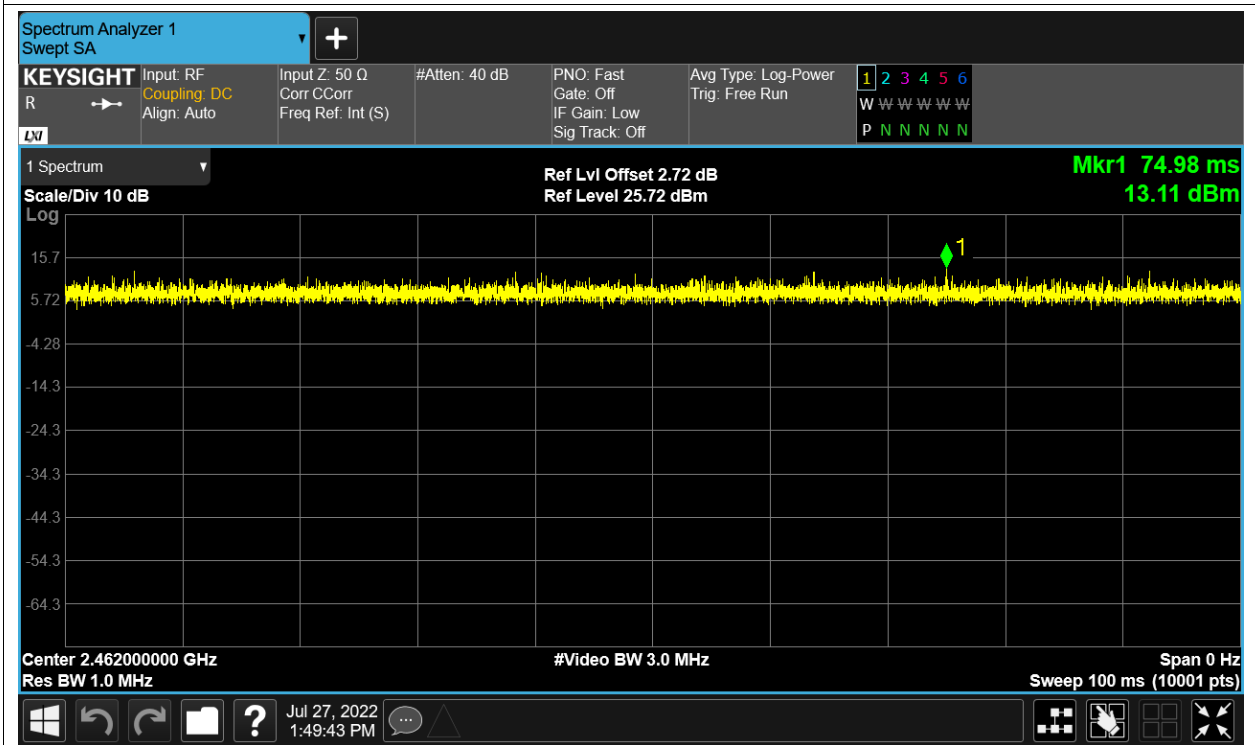 Spectrum Analyzer 1
Swept SA
+
KEYSIGHT
R
LXI
Input: RF
Coupling: DC
Align: Auto
Input Z: 50 Ω
Corr CCorr
Freq Ref: Int (S)
#Atten: 40 dB
PNO: Fast
Gate: Off
IF Gain: Low
Sig Track: Off
Avg Type: Log-Power
Trig: Free Run
1 2 3 4 5 6
W W W W W W
P N N N N N
1 Spectrum
Scale/Div 10 dB
Log
Ref Lvl Offset 2.72 dB
Ref Level 25.72 dBm
Mkr1 74.98 ms
13.11 dBm
1
15.7
5.72
-4.28
-14.3
-24.3
-34.3
-44.3
-54.3
-64.3
Center 2.462000000 GHz
Res BW 1.0 MHz
#Video BW 3.0 MHz
Span 0 Hz
Sweep 100 ms (10001 pts)
?
Jul 27, 2022
1:49:43 PM